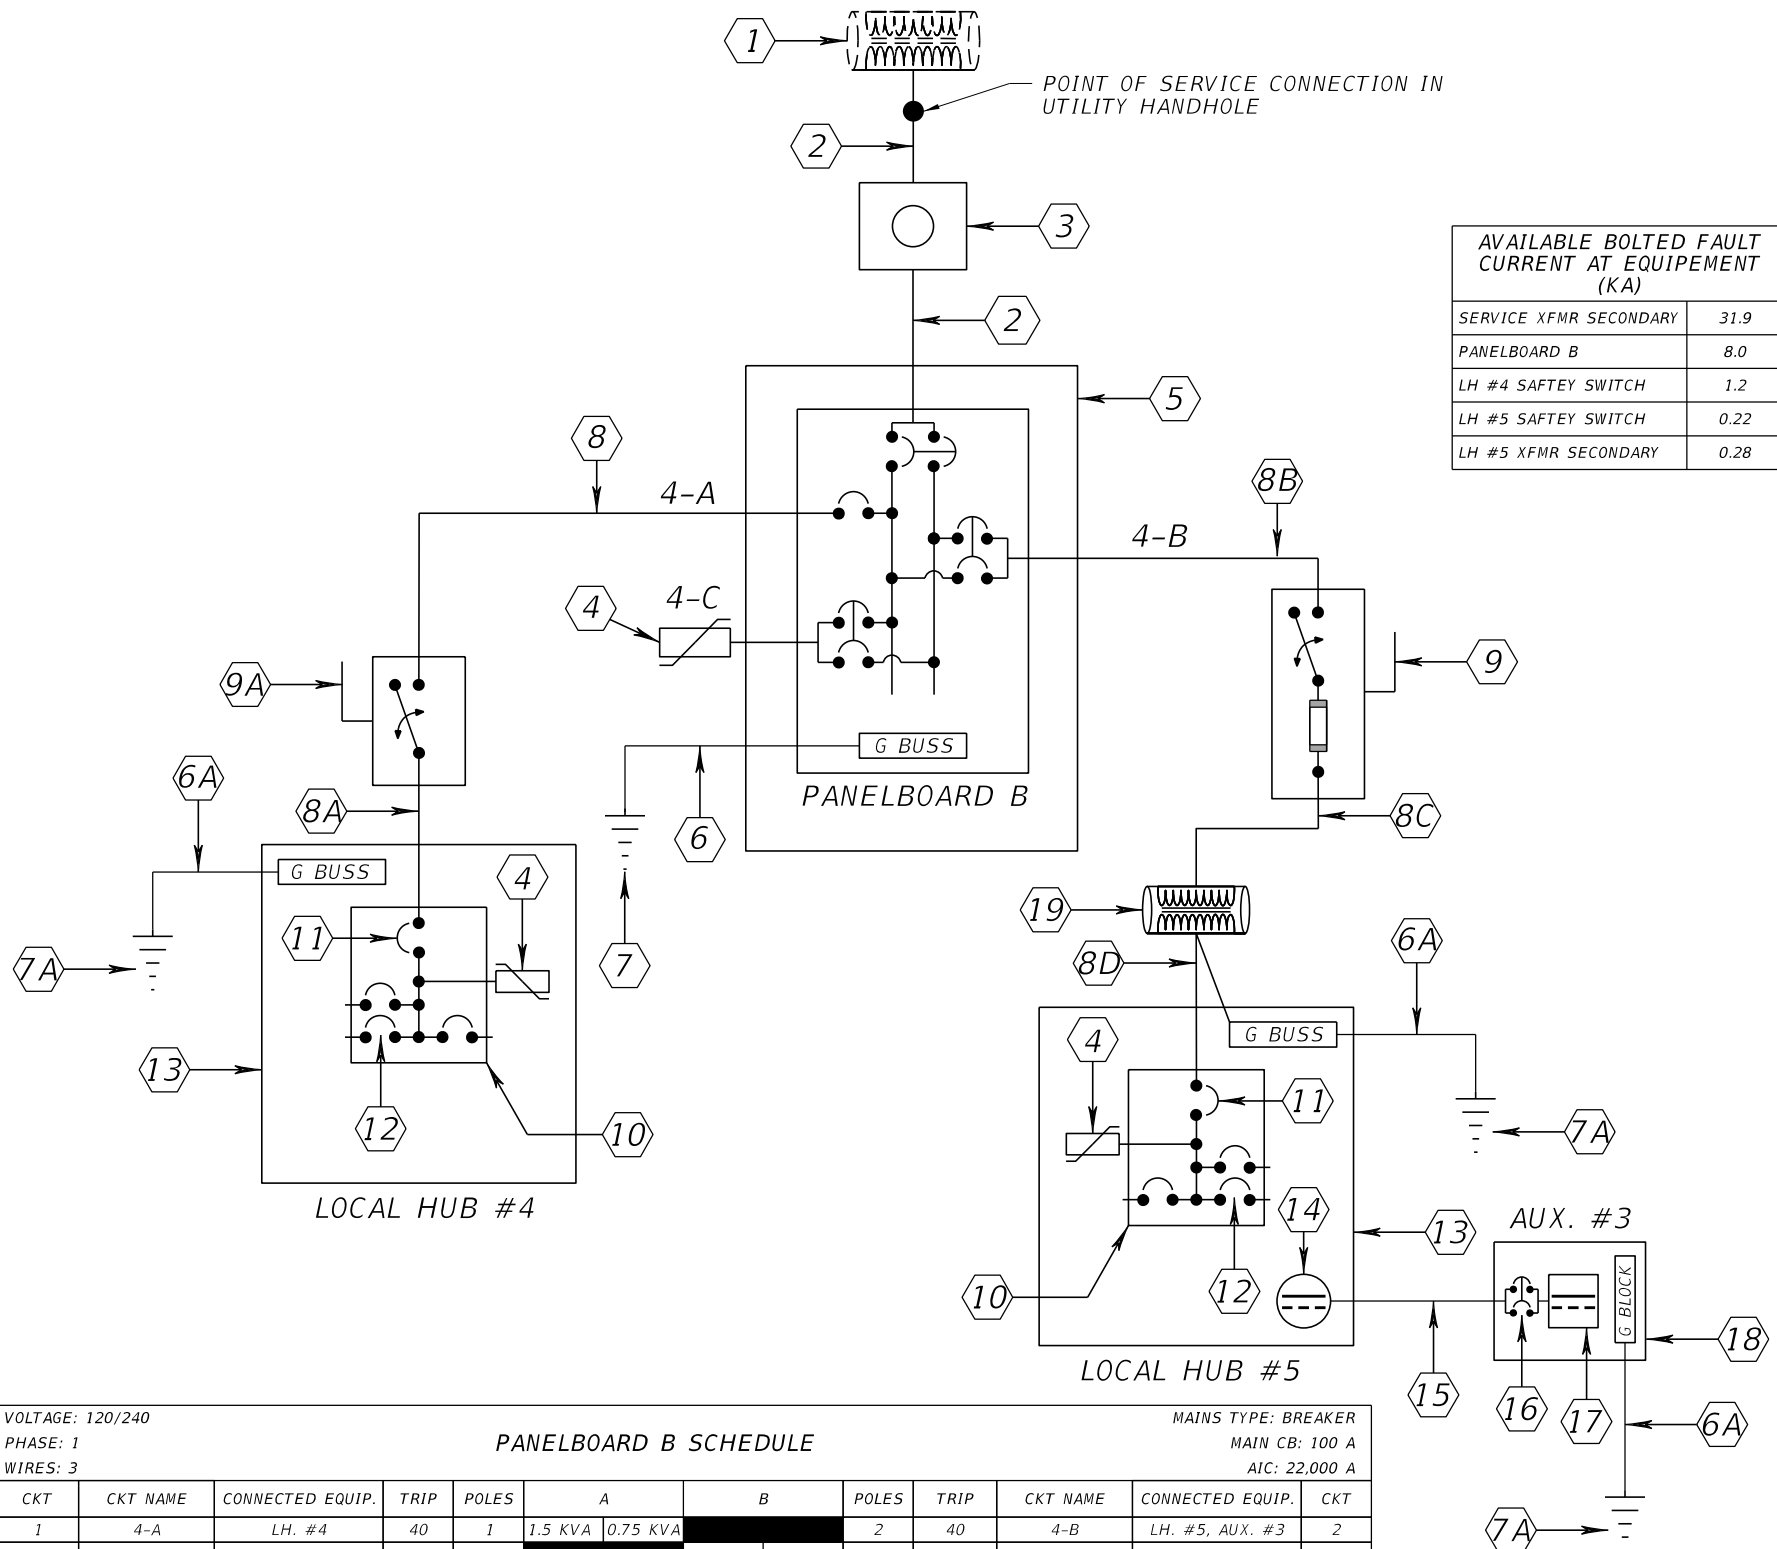 1
POINT OF SERVICE CONNECTION IN
UTILITY HANDHOLE
2
3
AVAILABLE BOLTED FAULT
CURRENT AT EQUIPEMENT
(KA)
SERVICE XFMR SECONDARY 31.9
PANELBOARD B 8.0
LH #4 SAFTEY SWITCH 1.2
LH #5 SAFTEY SWITCH 0.22
LH #5 XFMR SECONDARY 0.28
2
5
8
4-A
8B
4-B
4
4-C
9A
9
G BUSS
PANELBOARD B
6A
8A
6
8C
G BUSS
4
11
7A
7
19
8D
6A
G BUSS
4
13
12
10
11
7A
LOCAL HUB #4
14
13
AUX. #3
10
12
G BLOCK
18
LOCAL HUB #5
15
16
17
6A
7A
VOLTAGE: 120/240
PHASE: 1
WIRES: 3
PANELBOARD B SCHEDULE
MAINS TYPE: BREAKER
MAIN CB: 100 A
AIC: 22,000 A
CKT CKT NAME CONNECTED EQUIP. TRIP POLES A B POLES TRIP CKT NAME CONNECTED EQUIP. CKT
1 4-A LH. #4 40 1 1.5 KVA 0.75 KVA 2 40 4-B LH. #5, AUX. #3 2